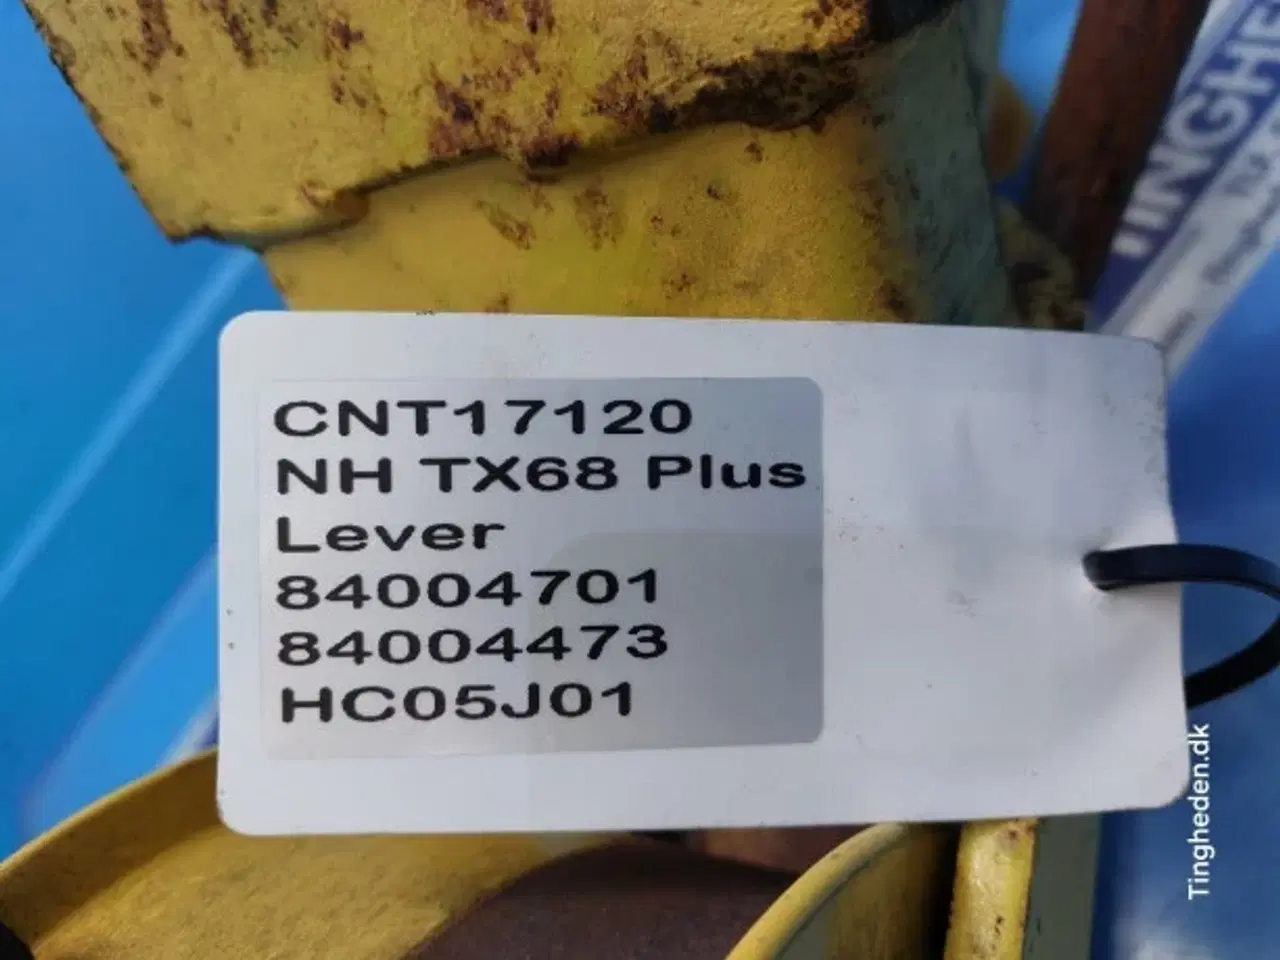 CNT17120
NH TX68 Plus
Lever
84004701
84004473
HC05J01
Tingheden.dk